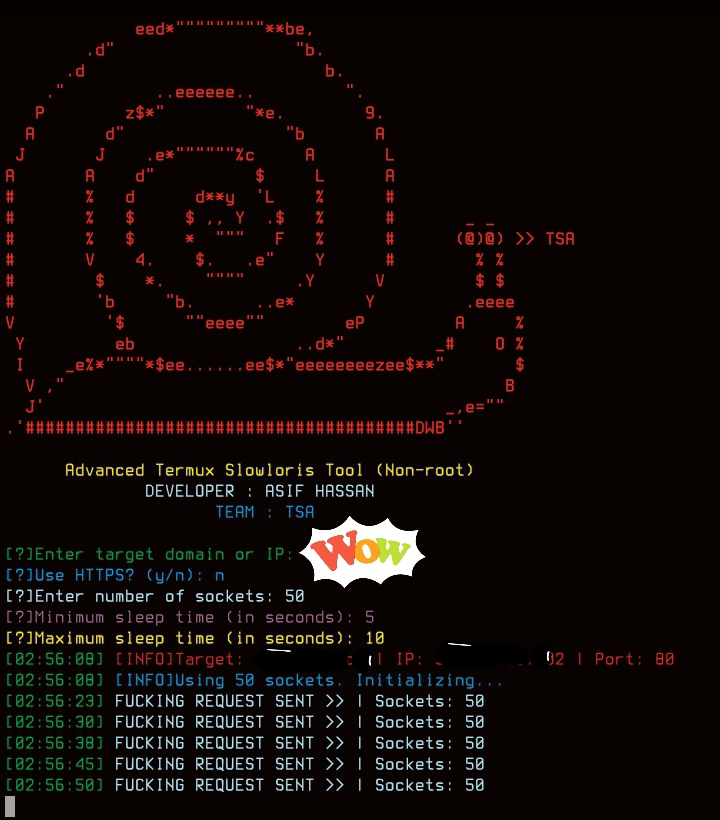 eed*"""""""""**be,
.d" "b.
.d b.
." ..eeeeee.. ".
P z$*" "*e. 9.
A d" "b A
J J .e*""""""%c A L
A A d" $ L A
# % d d**y 'L % #
# % $ $ ,, Y .$ % # _ _
# % $ * """ F % # (@)@) >> TSA
# V 4. $. .e" Y # % %
# $ *. """" .Y V $ $
# 'b "b. ..e* Y .eeee
V '$ ""eeee"" eP A %
Y eb ..d*" _# O %
I _e%*""""*$ee......ee$*"eeeeeeeezee$**" $
V ," B
J' _,e=""
.'#######################################DWB''
Advanced Termux Slowloris Tool (Non-root)
DEVELOPER : ASIF HASSAN
TEAM : TSA
[?]Enter target domain or IP: WOW
[?]Use HTTPS? (y/n): n
[?]Enter number of sockets: 50
[?]Minimum sleep time (in seconds): 5
[?]Maximum sleep time (in seconds): 10
[02:56:08] [INFO]Target: | IP: | Port: 80
[02:56:08] [INFO]Using 50 sockets. Initializing...
[02:56:23] FUCKING REQUEST SENT >> | Sockets: 50
[02:56:30] FUCKING REQUEST SENT >> | Sockets: 50
[02:56:38] FUCKING REQUEST SENT >> | Sockets: 50
[02:56:45] FUCKING REQUEST SENT >> | Sockets: 50
[02:56:50] FUCKING REQUEST SENT >> | Sockets: 50